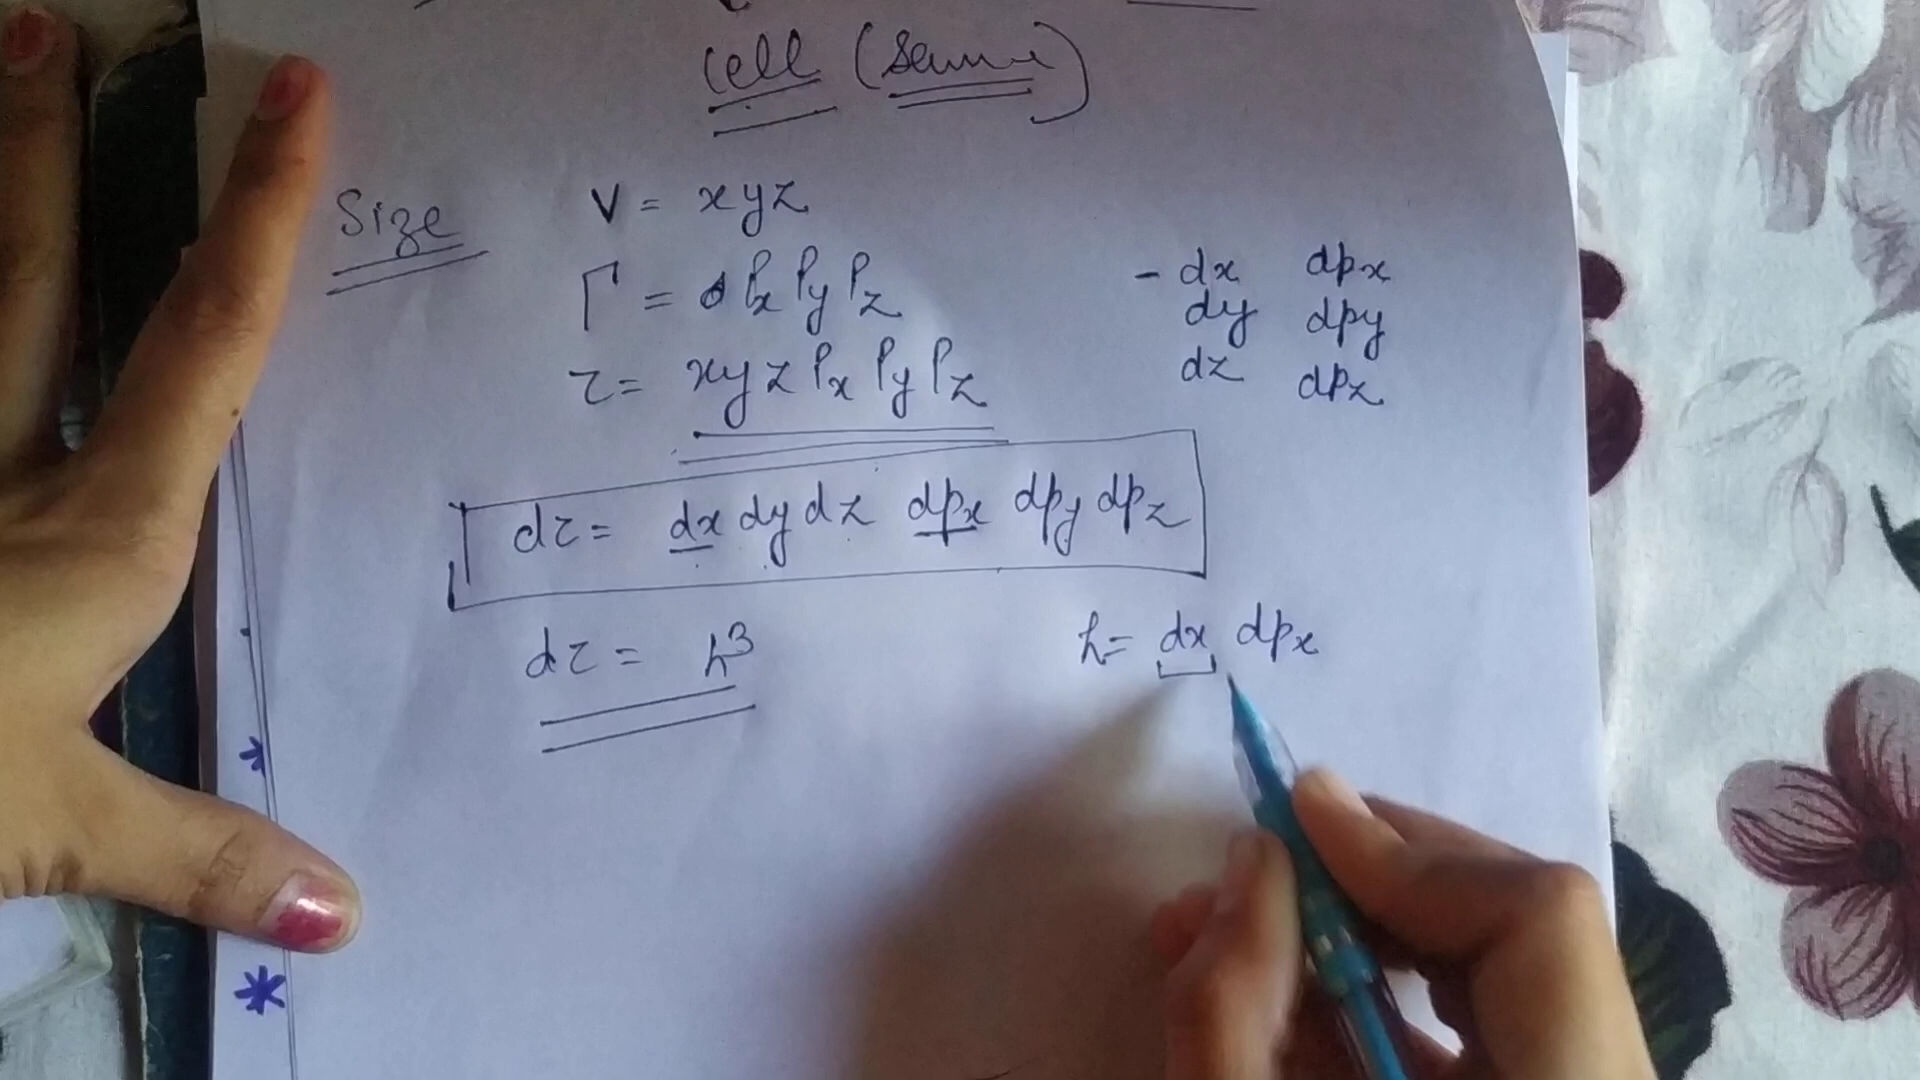 cell (same)
Size V = xyz
Γ = Px Py Pz
τ = xyz Px Py Pz
- dx dpx
dy dpy
dz dpz
dτ = dx dy dz dpx dpy dpz
dτ = h³
h = dx dpx